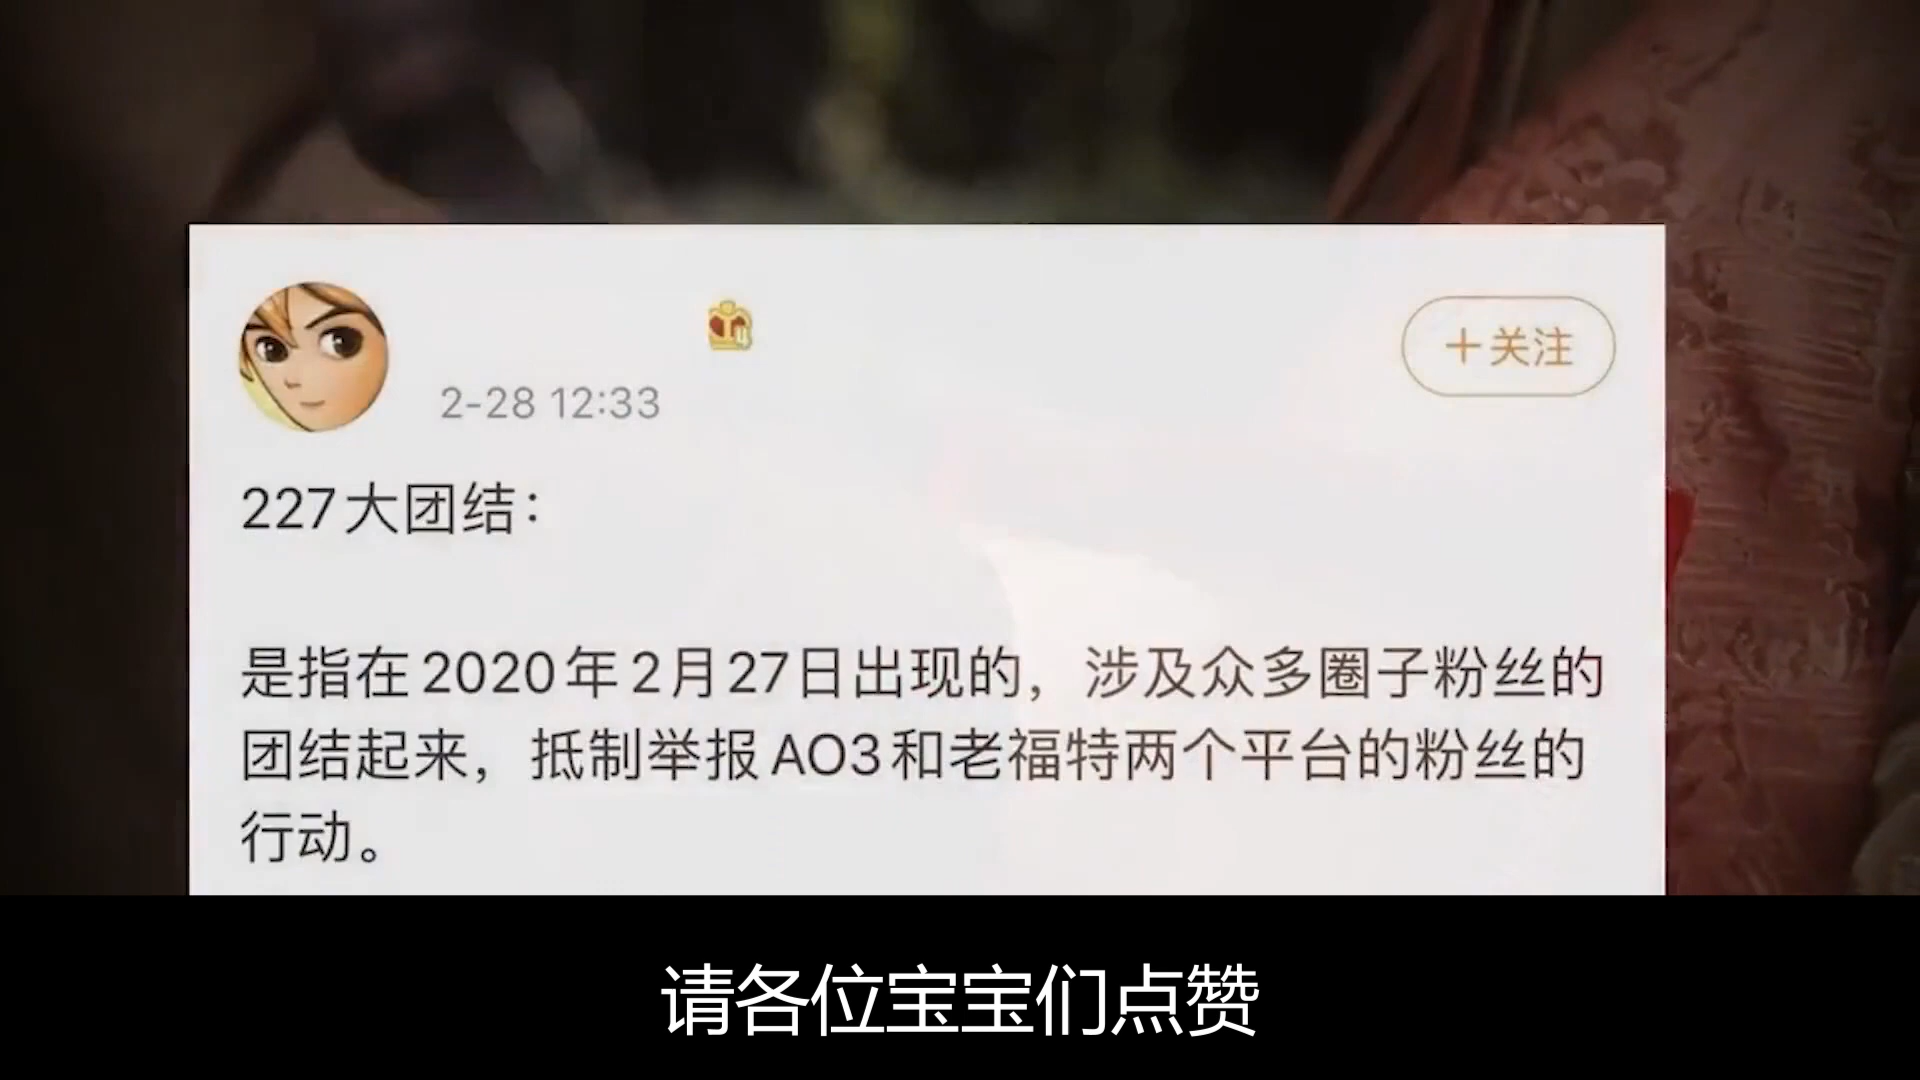 +关注
2-28 12:33
227大团结：
是指在2020年2月27日出现的，涉及众多圈子粉丝的
团结起来，抵制举报AO3和老福特两个平台的粉丝的
行动。
请各位宝宝们点赞